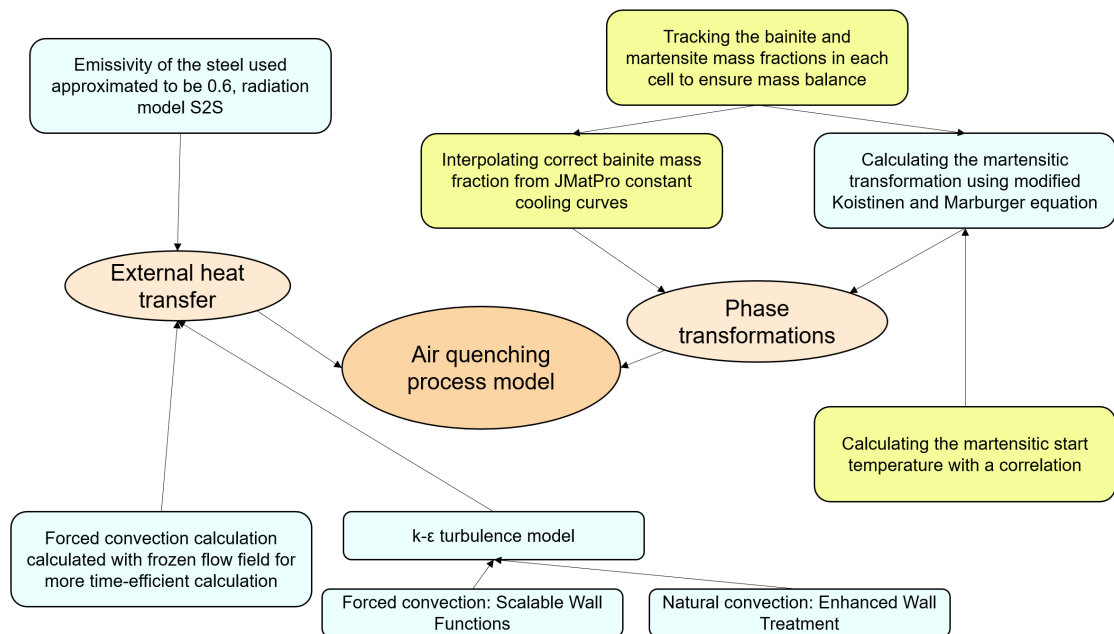 Emissivity of the steel used
approximated to be 0.6, radiation
model S2S
Tracking the bainite and
martensite mass fractions in each
cell to ensure mass balance
Interpolating correct bainite mass
fraction from JMatPro constant
cooling curves
Calculating the martensitic
transformation using modified
Koistinen and Marburger equation
External heat
transfer
Phase
transformations
Air quenching
process model
Calculating the martensitic start
temperature with a correlation
Forced convection calculation
calculated with frozen flow field for
more time-efficient calculation
k-ε turbulence model
Forced convection: Scalable Wall
Functions
Natural convection: Enhanced Wall
Treatment